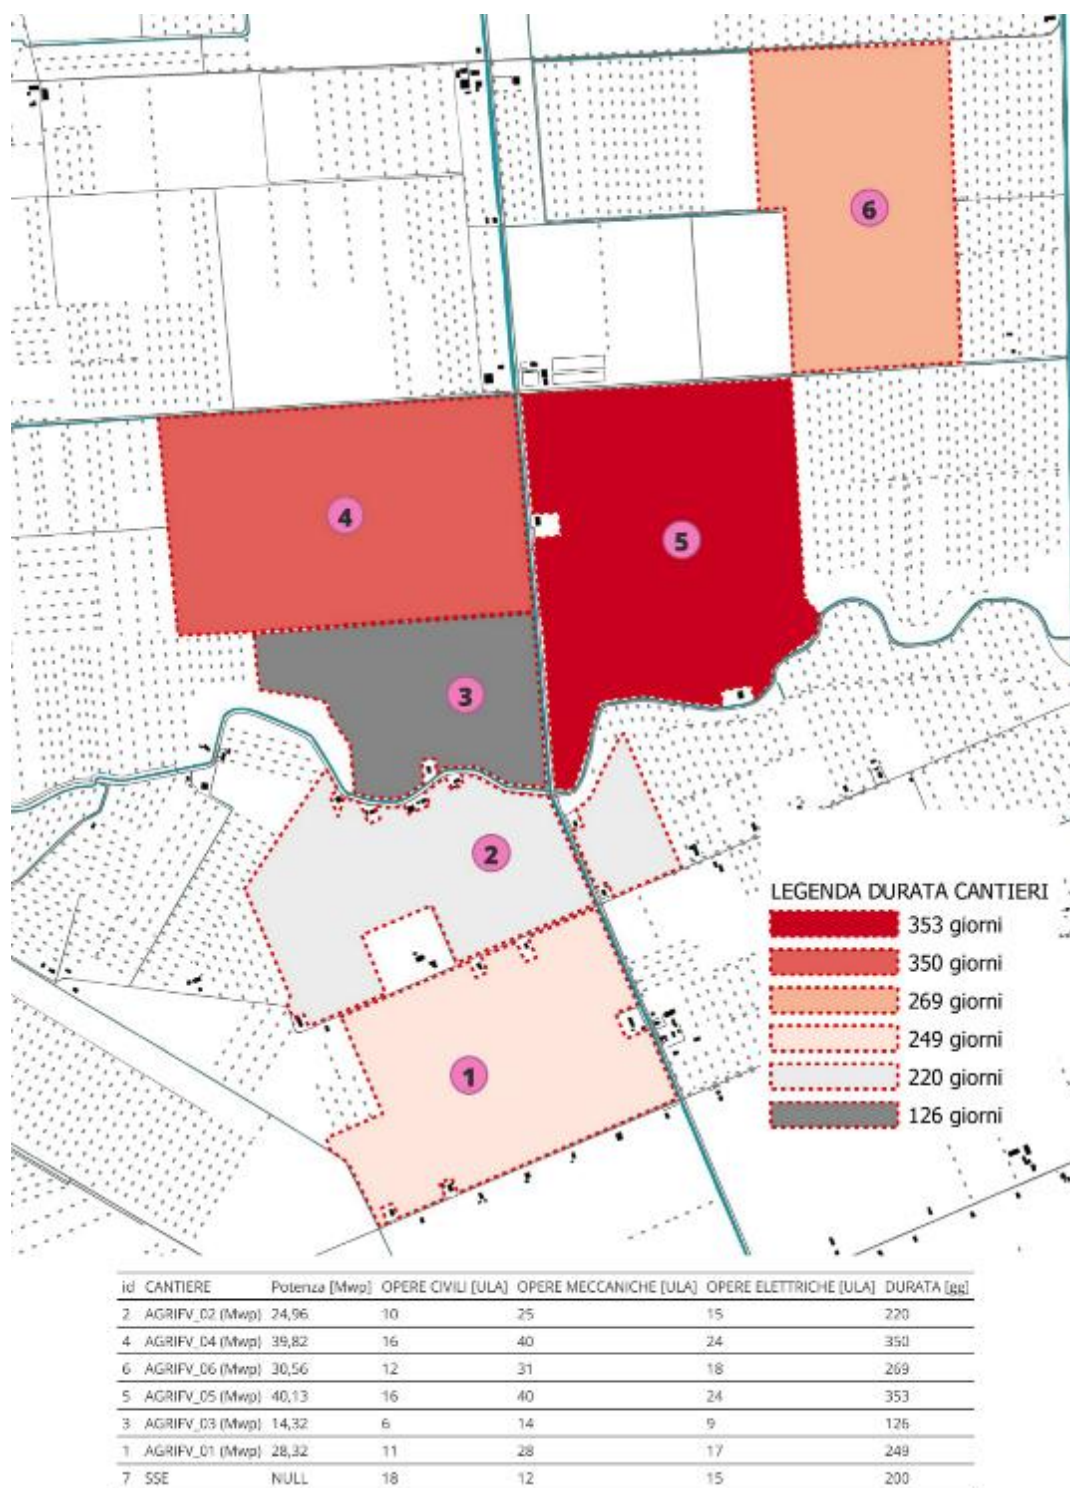 6
4
5
3
2
1
LEGENDA DURATA CANTIERI
353 giorni
350 giorni
269 giorni
249 giorni
220 giorni
126 giorni
id CANTIERE Potenza [Mwp] OPERE CIVILI [ULA] OPERE MECCANICHE [ULA] OPERE ELETTRICHE [ULA] DURATA [gg]
2 AGRIFV_02 (Mwp) 24,96 10 25 15 220
4 AGRIFV_04 (Mwp) 39,82 16 40 24 350
6 AGRIFV_06 (Mwp) 30,56 12 31 18 269
5 AGRIFV_05 (Mwp) 40,13 16 40 24 353
3 AGRIFV_03 (Mwp) 14,32 6 14 9 126
1 AGRIFV_01 (Mwp) 28,32 11 28 17 249
7 SSE NULL 18 12 15 200